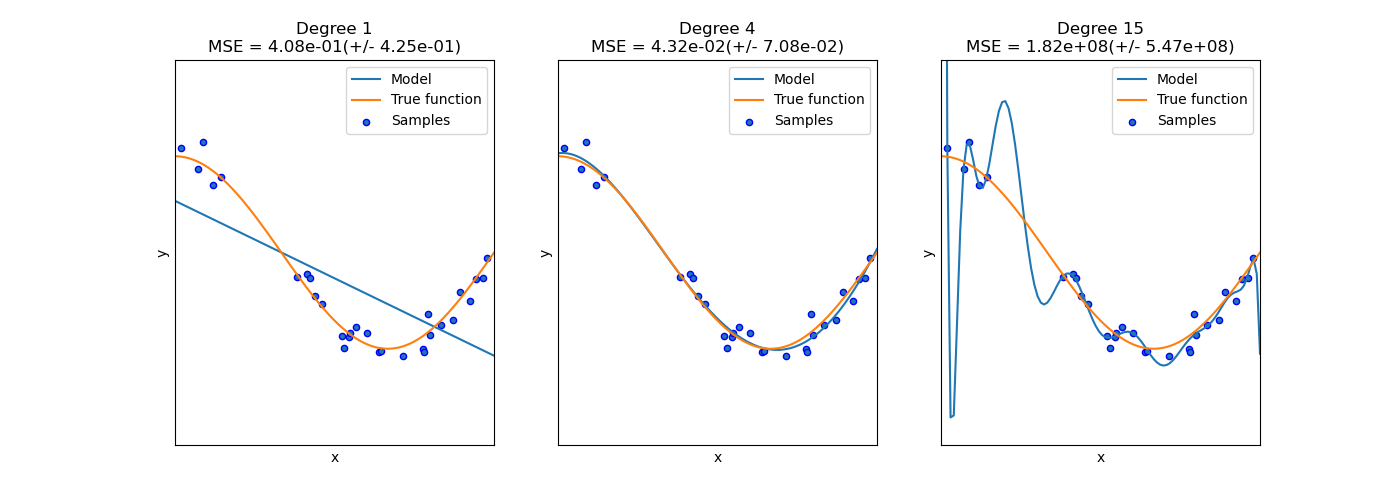 Degree 1
MSE = 4.08e-01(+/- 4.25e-01)
Model
True function
Samples
y
x
Degree 4
MSE = 4.32e-02(+/- 7.08e-02)
Model
True function
Samples
y
x
Degree 15
MSE = 1.82e+08(+/- 5.47e+08)
Model
True function
Samples
y
x